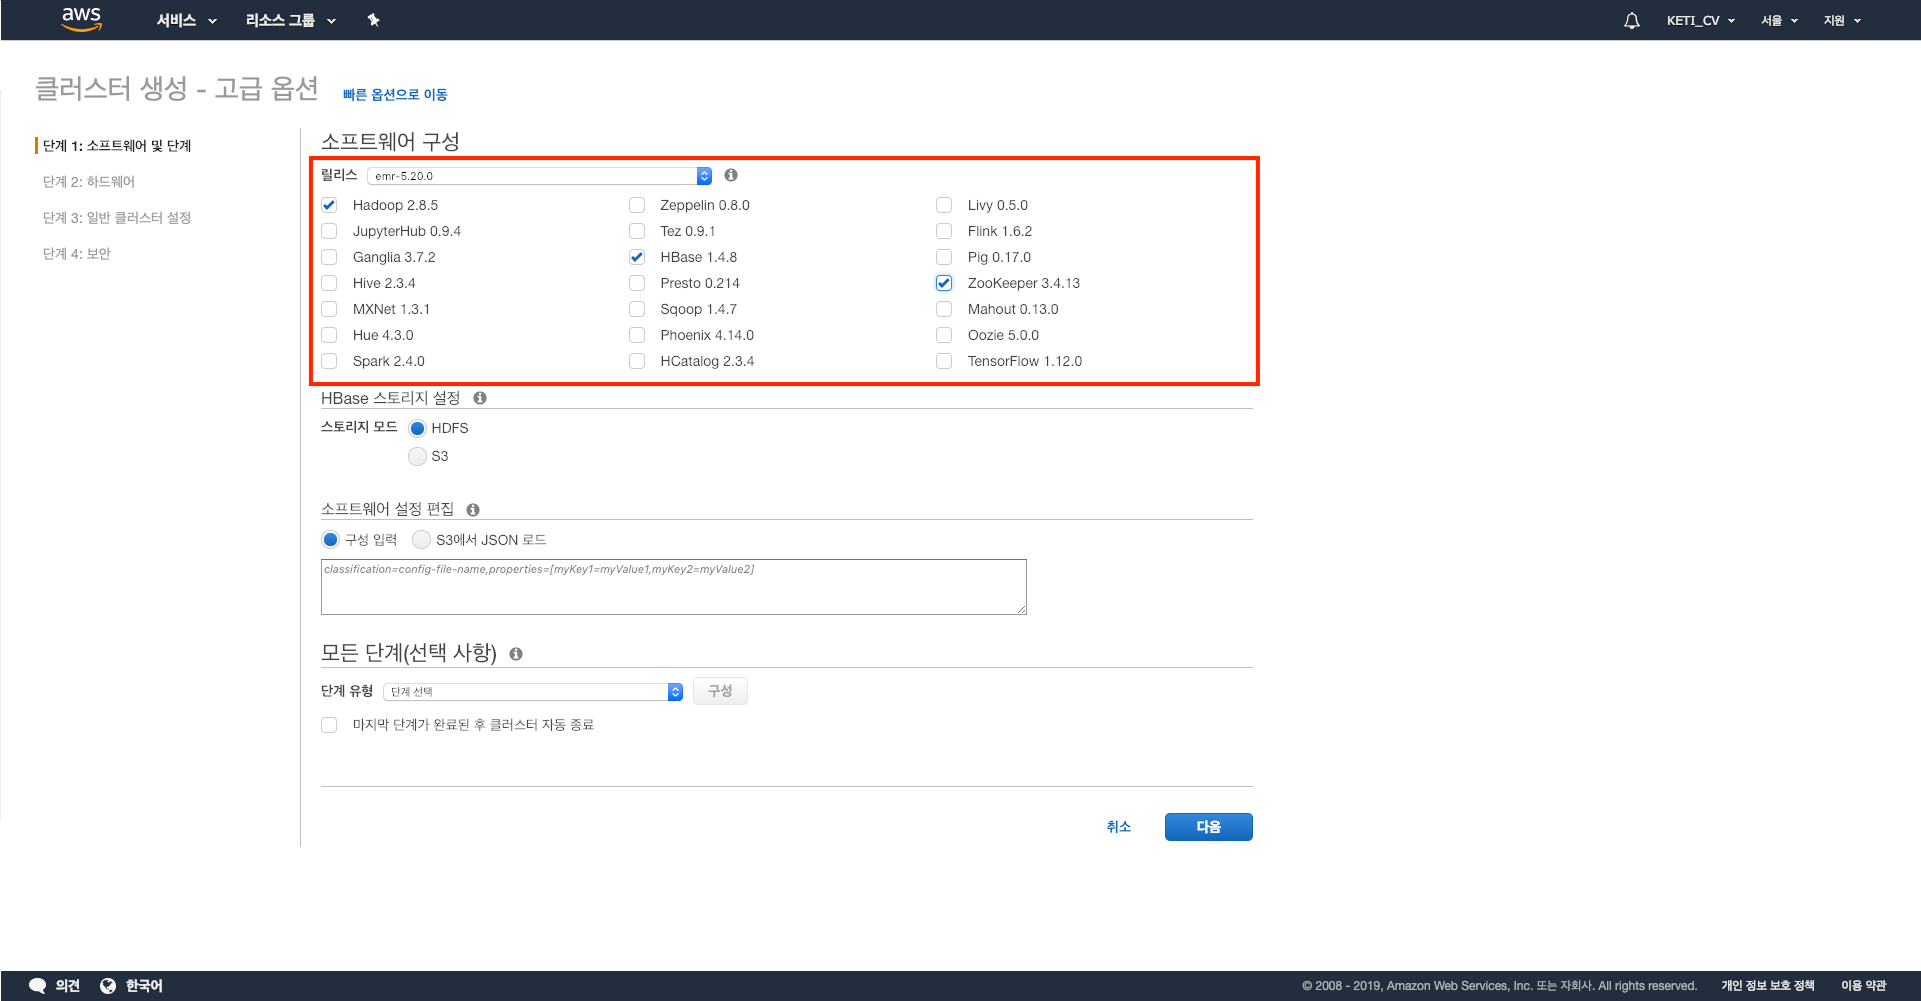 aws 서비스 리소스 그룹 KETI_CV 서울 지원
클러스터 생성 - 고급 옵션 빠른 옵션으로 이동
단계 1: 소프트웨어 및 단계
단계 2: 하드웨어
단계 3: 일반 클러스터 설정
단계 4: 보안
소프트웨어 구성
릴리스 emr-5.20.0
Hadoop 2.8.5 Zeppelin 0.8.0 Livy 0.5.0
JupyterHub 0.9.4 Tez 0.9.1 Flink 1.6.2
Ganglia 3.7.2 HBase 1.4.8 Pig 0.17.0
Hive 2.3.4 Presto 0.214 ZooKeeper 3.4.13
MXNet 1.3.1 Sqoop 1.4.7 Mahout 0.13.0
Hue 4.3.0 Phoenix 4.14.0 Oozie 5.0.0
Spark 2.4.0 HCatalog 2.3.4 TensorFlow 1.12.0
HBase 스토리지 설정
스토리지 모드 HDFS
S3
소프트웨어 설정 편집
구성 입력 S3에서 JSON 로드
classification=config-file-name,properties=[myKey1=myValue1,myKey2=myValue2]
모든 단계(선택 사항)
단계 유형 단계 선택 구성
마지막 단계가 완료된 후 클러스터 자동 종료
취소 다음
의견 한국어 © 2008 - 2019, Amazon Web Services, Inc. 또는 자회사. All rights reserved. 개인 정보 보호 정책 이용 약관